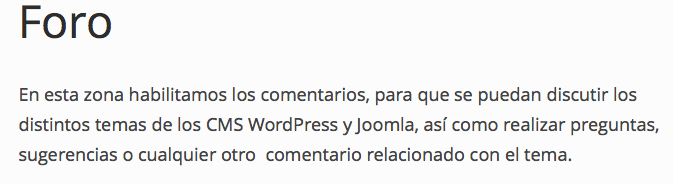 Foro
En esta zona habilitamos los comentarios, para que se puedan discutir los
distintos temas de los CMS WordPress y Joomla, así como realizar preguntas,
sugerencias o cualquier otro  comentario relacionado con el tema.